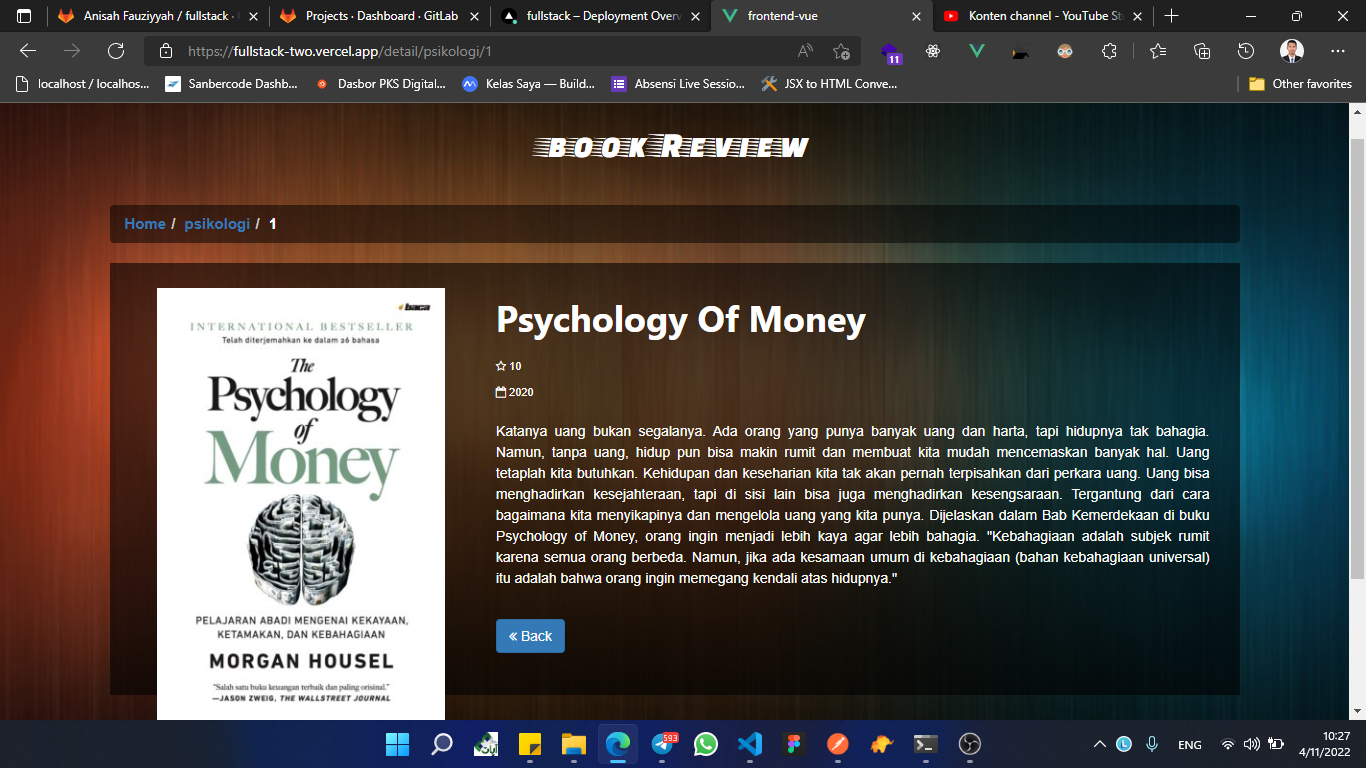 Anisah Fauziyyah / fullstack ·
Projects · Dashboard · GitLab
fullstack – Deployment Overv
frontend-vue
Konten channel - YouTube St
https://fullstack-two.vercel.app/detail/psikologi/1
11
localhost / localhos...
Sanbercode Dashb...
Dasbor PKS Digital...
Kelas Saya — Build...
Absensi Live Sessio...
JSX to HTML Conve...
Other favorites
BOOK REVIEW
Home / psikologi / 1
baca
INTERNATIONAL BESTSELLER
Telah diterjemahkan ke dalam 26 bahasa
The
Psychology
of
Money
PELAJARAN ABADI MENGENAI KEKAYAAN,
KETAMAKAN, DAN KEBAHAGIAAN
MORGAN HOUSEL
"Salah satu buku keuangan terbaik dan paling orisinal."
—JASON ZWEIG, THE WALLSTREET JOURNAL
Psychology Of Money
10
2020
Katanya uang bukan segalanya. Ada orang yang punya banyak uang dan harta, tapi hidupnya tak bahagia.
Namun, tanpa uang, hidup pun bisa makin rumit dan membuat kita mudah mencemaskan banyak hal. Uang
tetaplah kita butuhkan. Kehidupan dan keseharian kita tak akan pernah terpisahkan dari perkara uang. Uang bisa
menghadirkan kesejahteraan, tapi di sisi lain bisa juga menghadirkan kesengsaraan. Tergantung dari cara
bagaimana kita menyikapinya dan mengelola uang yang kita punya. Dijelaskan dalam Bab Kemerdekaan di buku
Psychology of Money, orang ingin menjadi lebih kaya agar lebih bahagia. "Kebahagiaan adalah subjek rumit
karena semua orang berbeda. Namun, jika ada kesamaan umum di kebahagiaan (bahan kebahagiaan universal)
itu adalah bahwa orang ingin memegang kendali atas hidupnya."
« Back
593
ENG
10:27
4/11/2022